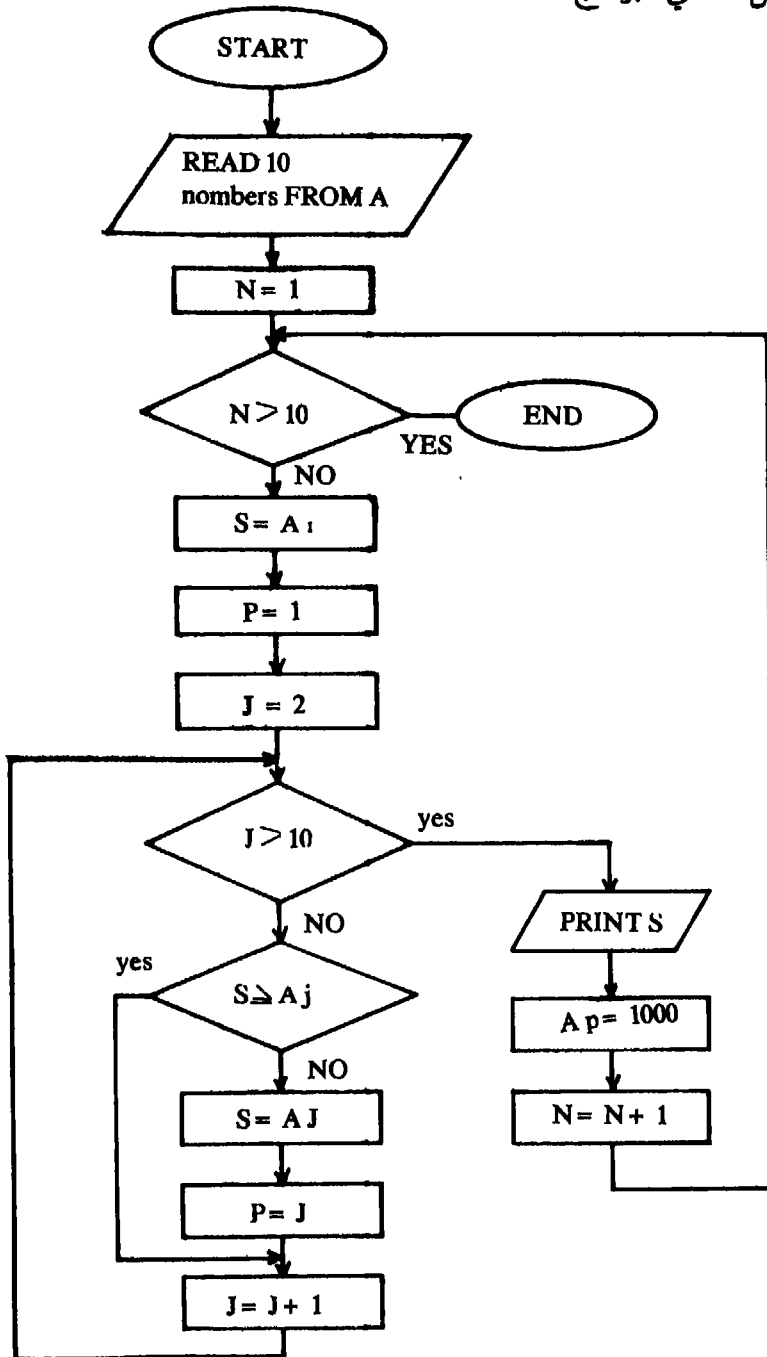 START
READ 10
nombers FROM A
N= 1
N > 10
YES
END
NO
S= A 1
P= 1
J = 2
J > 10
yes
NO
PRINT S
yes
S ≥ A j
A p= 1000
NO
S= A J
N= N+ 1
P= J
J= J+ 1